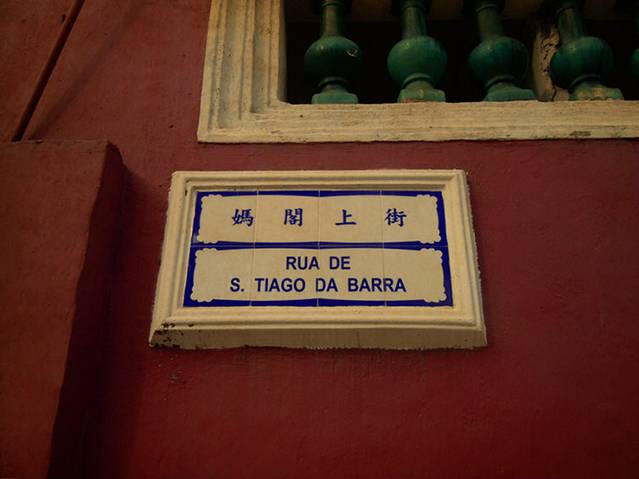 媽閣上街
RUA DE
S. TIAGO DA BARRA